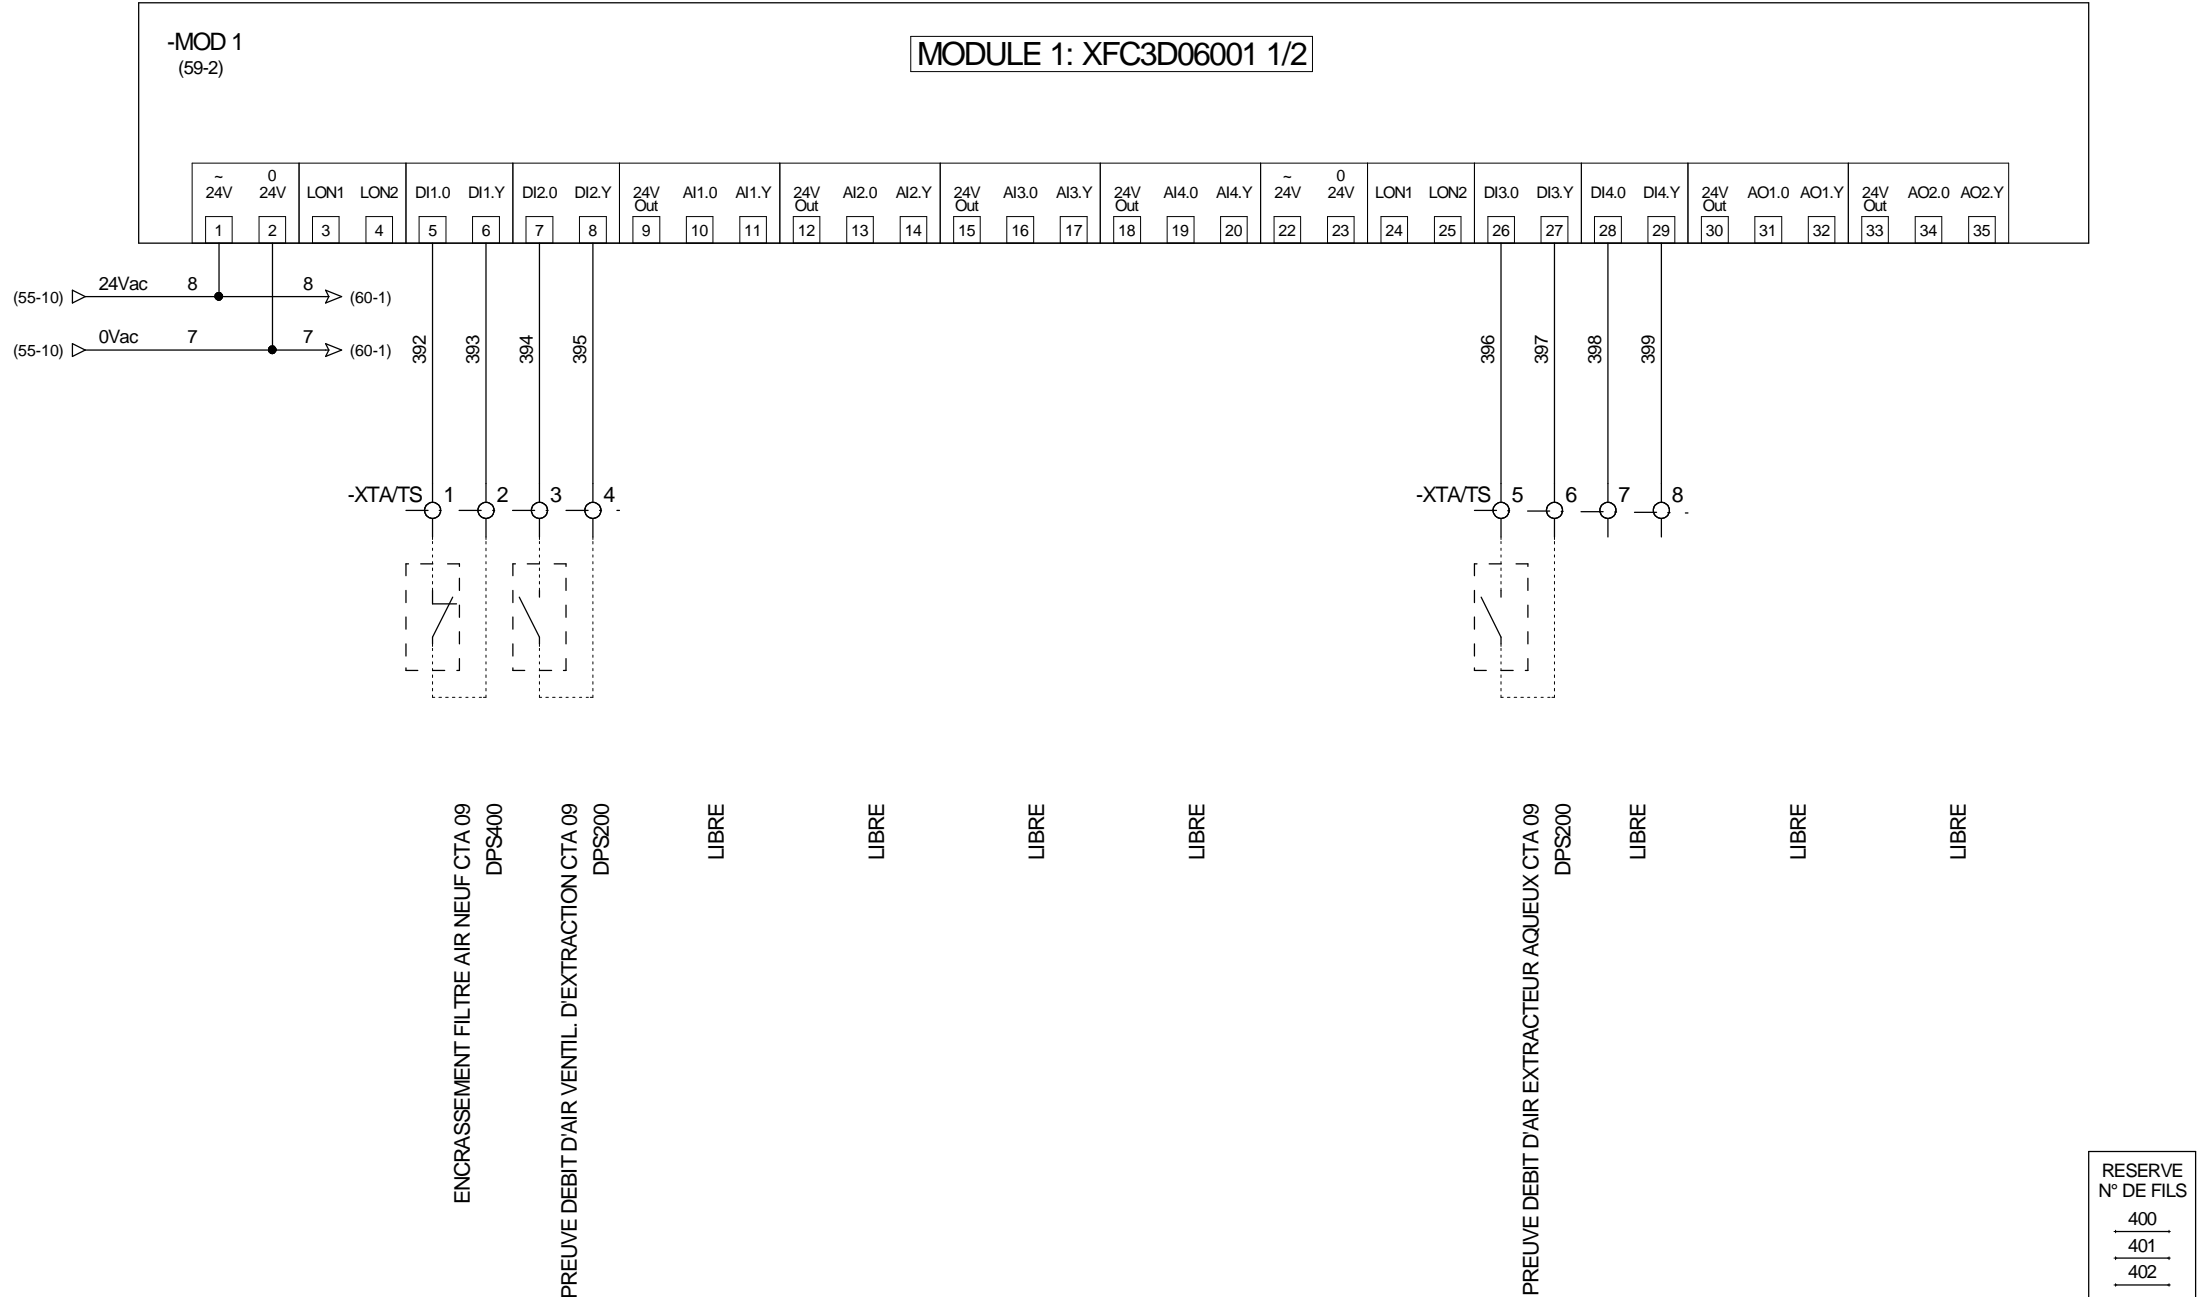 -MOD 1
(59-2)
MODULE 1: XFC3D06001 1/2
~ 24V
0 24V
LON1
LON2
DI1.0
DI1.Y
DI2.0
DI2.Y
24V Out
AI1.0
AI1.Y
24V Out
AI2.0
AI2.Y
24V Out
AI3.0
AI3.Y
24V Out
AI4.0
AI4.Y
~ 24V
0 24V
LON1
LON2
DI3.0
DI3.Y
DI4.0
DI4.Y
24V Out
AO1.0
AO1.Y
24V Out
AO2.0
AO2.Y
1 2 3 4 5 6 7 8 9 10 11 12 13 14 15 16 17 18 19 20 22 23 24 25 26 27 28 29 30 31 32 33 34 35
(55-10) 24Vac 8 8 (60-1)
(55-10) 0Vac 7 7 (60-1)
392
393
394
395
396
397
398
399
-XTA/TS 1 2 3 4
-XTA/TS 5 6 7 8
ENCRASSEMENT FILTRE AIR NEUF CTA 09
DPS400
PREUVE DEBIT D'AIR VENTIL. D'EXTRACTION CTA 09
DPS200
LIBRE
LIBRE
LIBRE
LIBRE
PREUVE DEBIT D'AIR EXTRACTEUR AQUEUX CTA 09
DPS200
LIBRE
LIBRE
LIBRE
RESERVE
N° DE FILS
400
401
402